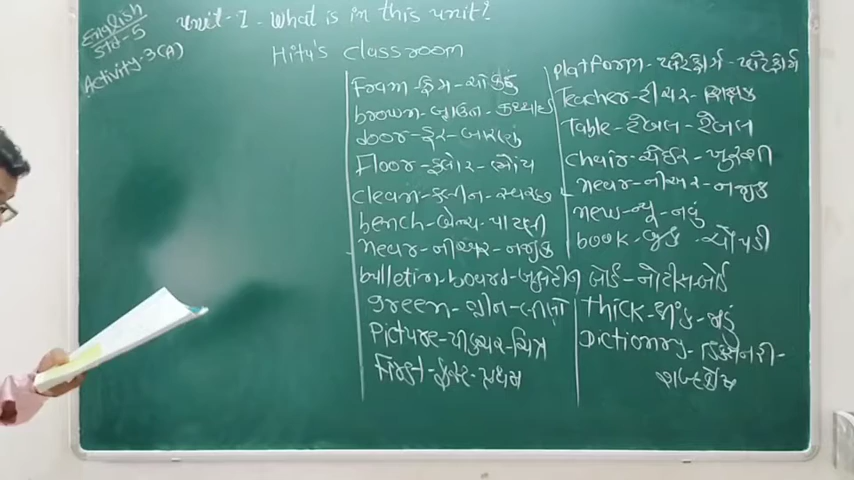 English
Std-5
Activity-3(A)
Unit-1. What is in this unit?
Hitu's classroom
Fram-ફ્રેમ-ચોકઠું
brown-બ્રાઉન-કથ્થાઈ
door-ડૉર-બારણું
Floor-ફ્લોર-ભોંય
clean-ક્લીન-સ્વચ્છ
bench-બેન્ચ-પાટલી
near-નીઅર-નજીક
bulletin-board-બુલેટીન બોર્ડ-નોટીસ-બોર્ડ
green-ગ્રીન-લીલો
Picture-પીક્ચર-ચિત્ર
First-ફર્સ્ટ-પ્રથમ
platform-પ્લેટફોર્મ-પ્લેટફોર્મ
Teacher-ટીચર-શિક્ષક
Table-ટેબલ-ટેબલ
chair-ચેઈર-ખુરશી
near-નીઅર-નજીક
new-ન્યૂ-નવું
book-બુક-ચોપડી
Thick-થીક-જાડું
Dictionry-ડિક્શનરી-
શબ્દકોષ